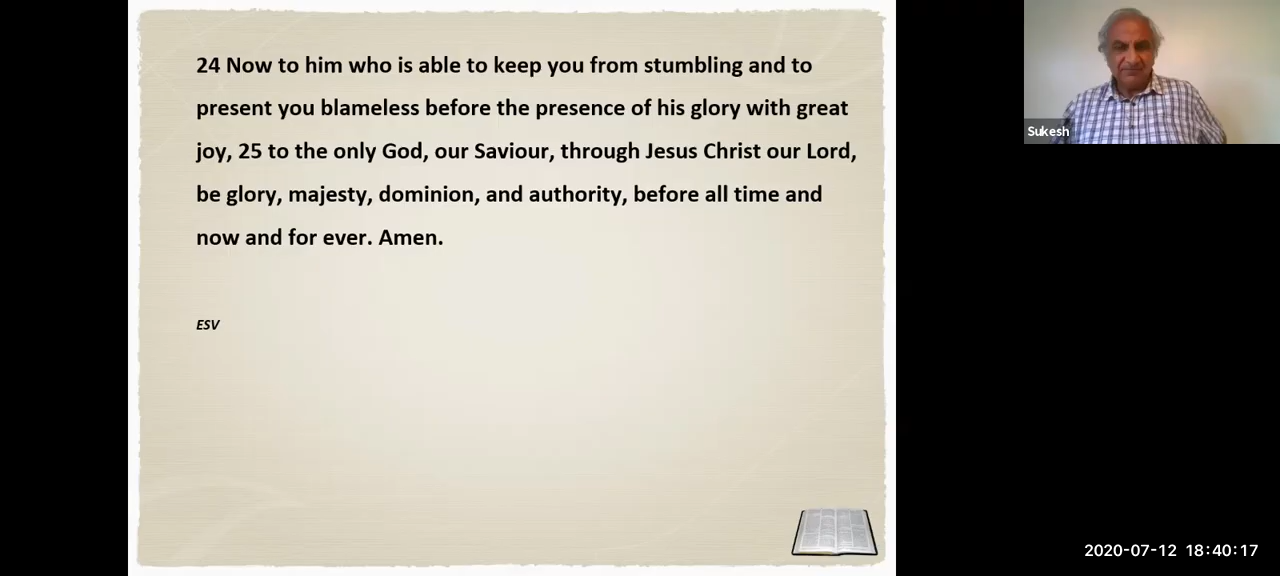 24 Now to him who is able to keep you from stumbling and to
present you blameless before the presence of his glory with great
joy, 25 to the only God, our Saviour, through Jesus Christ our Lord,
be glory, majesty, dominion, and authority, before all time and
now and for ever. Amen.
ESV
Sukesh
2020-07-12 18:40:17